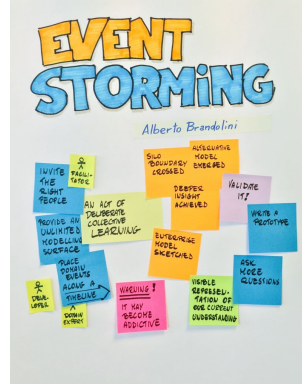 EVENT
STORMiNG
Alberto Brandolini
INVITE
THE
RIGHT
PEOPLE
FACILI-
TATOR
PROVIDE AN
UNLIMITED
MODELLING
SURFACE
PLACE
DOMAIN
EVENTS
ALONG A
TIMELINE
DEVE-
LOPER
DOMAIN
EXPERT
AN ACT OF
DELIBERATE
COLLECTIVE
LEARNING
WARNING!
IT MAY
BECOME
ADDICTIVE
SILO
BOUNDARY
CROSSED
ALTERNATIVE
MODEL
EMERGED
DEEPER
INSIGHT
ACHIEVED
ENTERPRISE
MODEL
SKETCHED
VISIBLE
REPRESEN-
TATION OF
OUR CURRENT
UNDERSTANDING
VALIDATE
IT!
WRITE A
PROTOTYPE
ASK
MORE
QUESTIONS